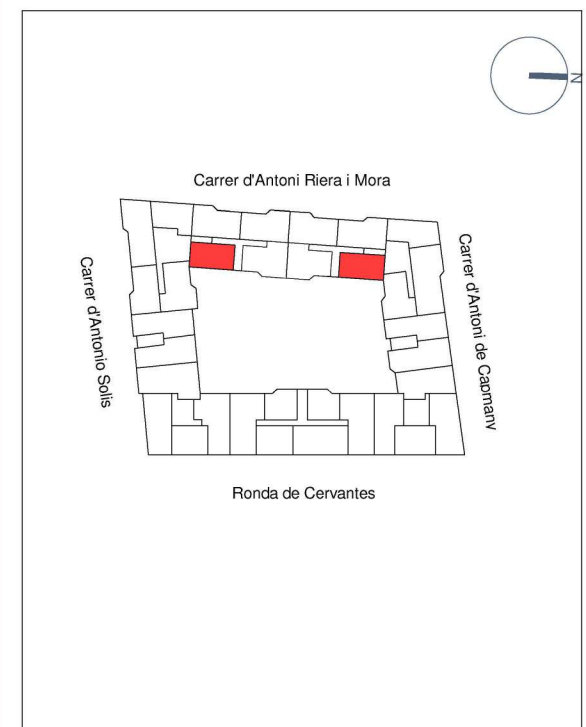 N
Carrer d'Antoni Riera i Mora
Carrer d'Antonio Solis
Carrer d'Antoni de Capmany
Ronda de Cervantes